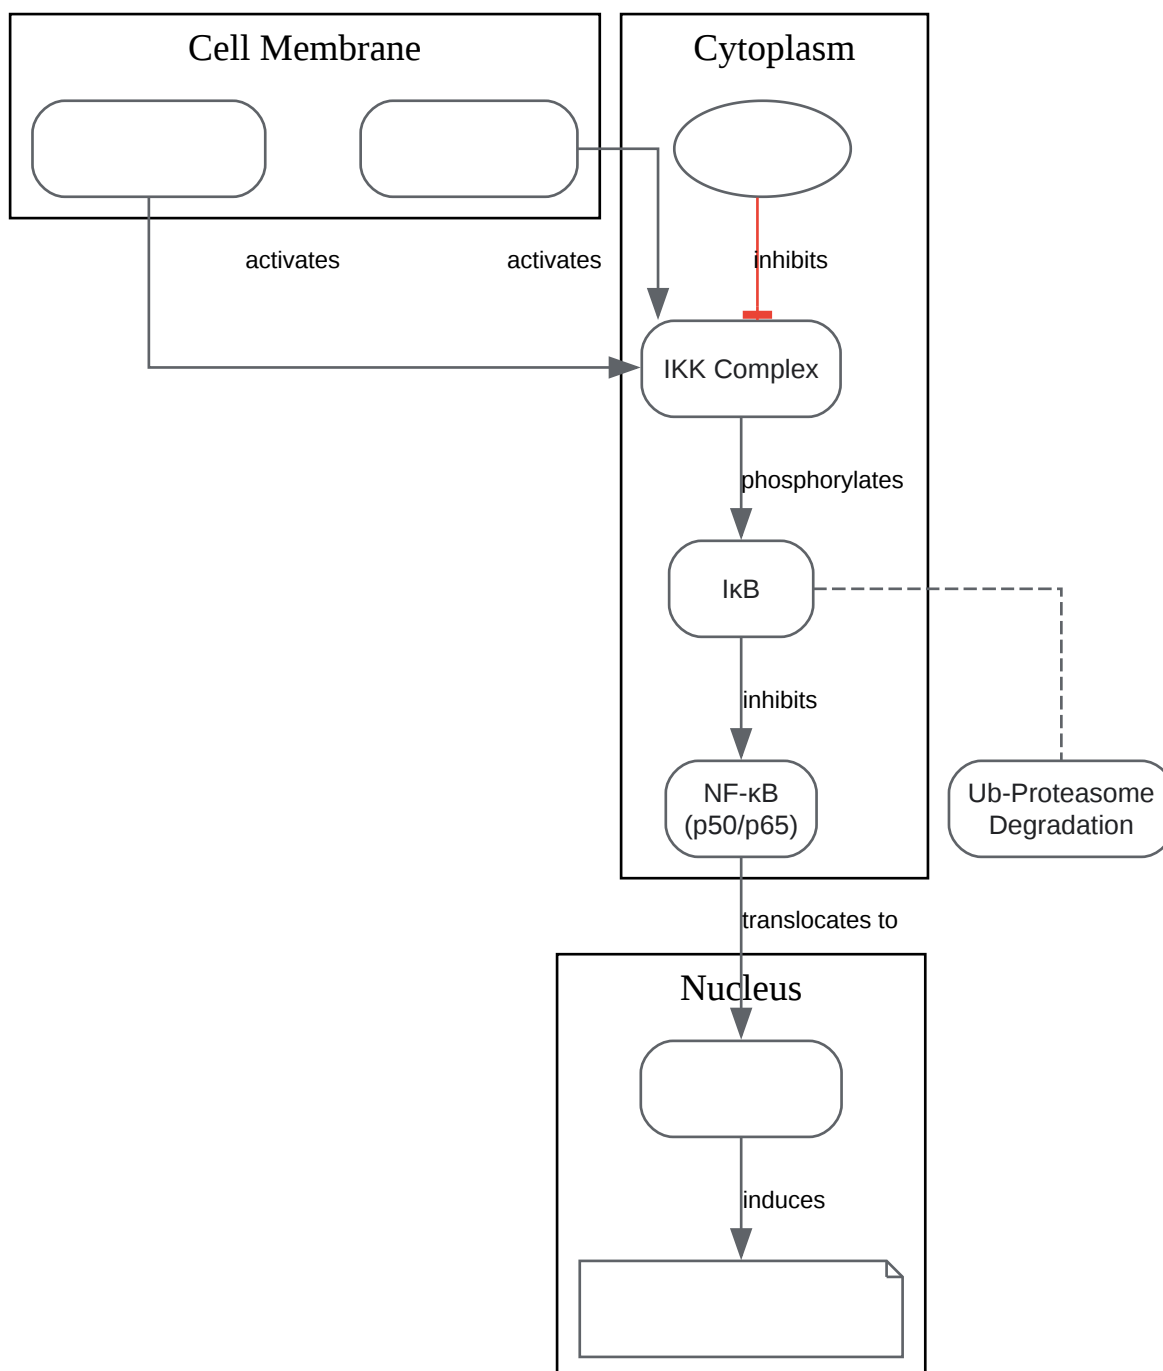 Cell Membrane
Cytoplasm
activates
activates
inhibits
IKK Complex
phosphorylates
IκB
inhibits
NF-κB
(p50/p65)
Ub-Proteasome
Degradation
translocates to
Nucleus
induces